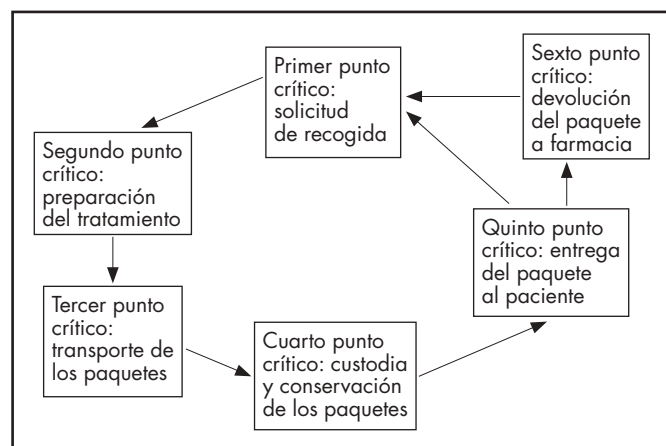 Primer punto
crítico:
solicitud
de recogida
Segundo punto
crítico:
preparación
del tratamiento
Tercer punto
crítico:
transporte de
los paquetes
Cuarto punto
crítico: custodia
y conservación
de los paquetes
Quinto punto
crítico: entrega
del paquete
al paciente
Sexto punto
crítico:
devolución
del paquete
a farmacia